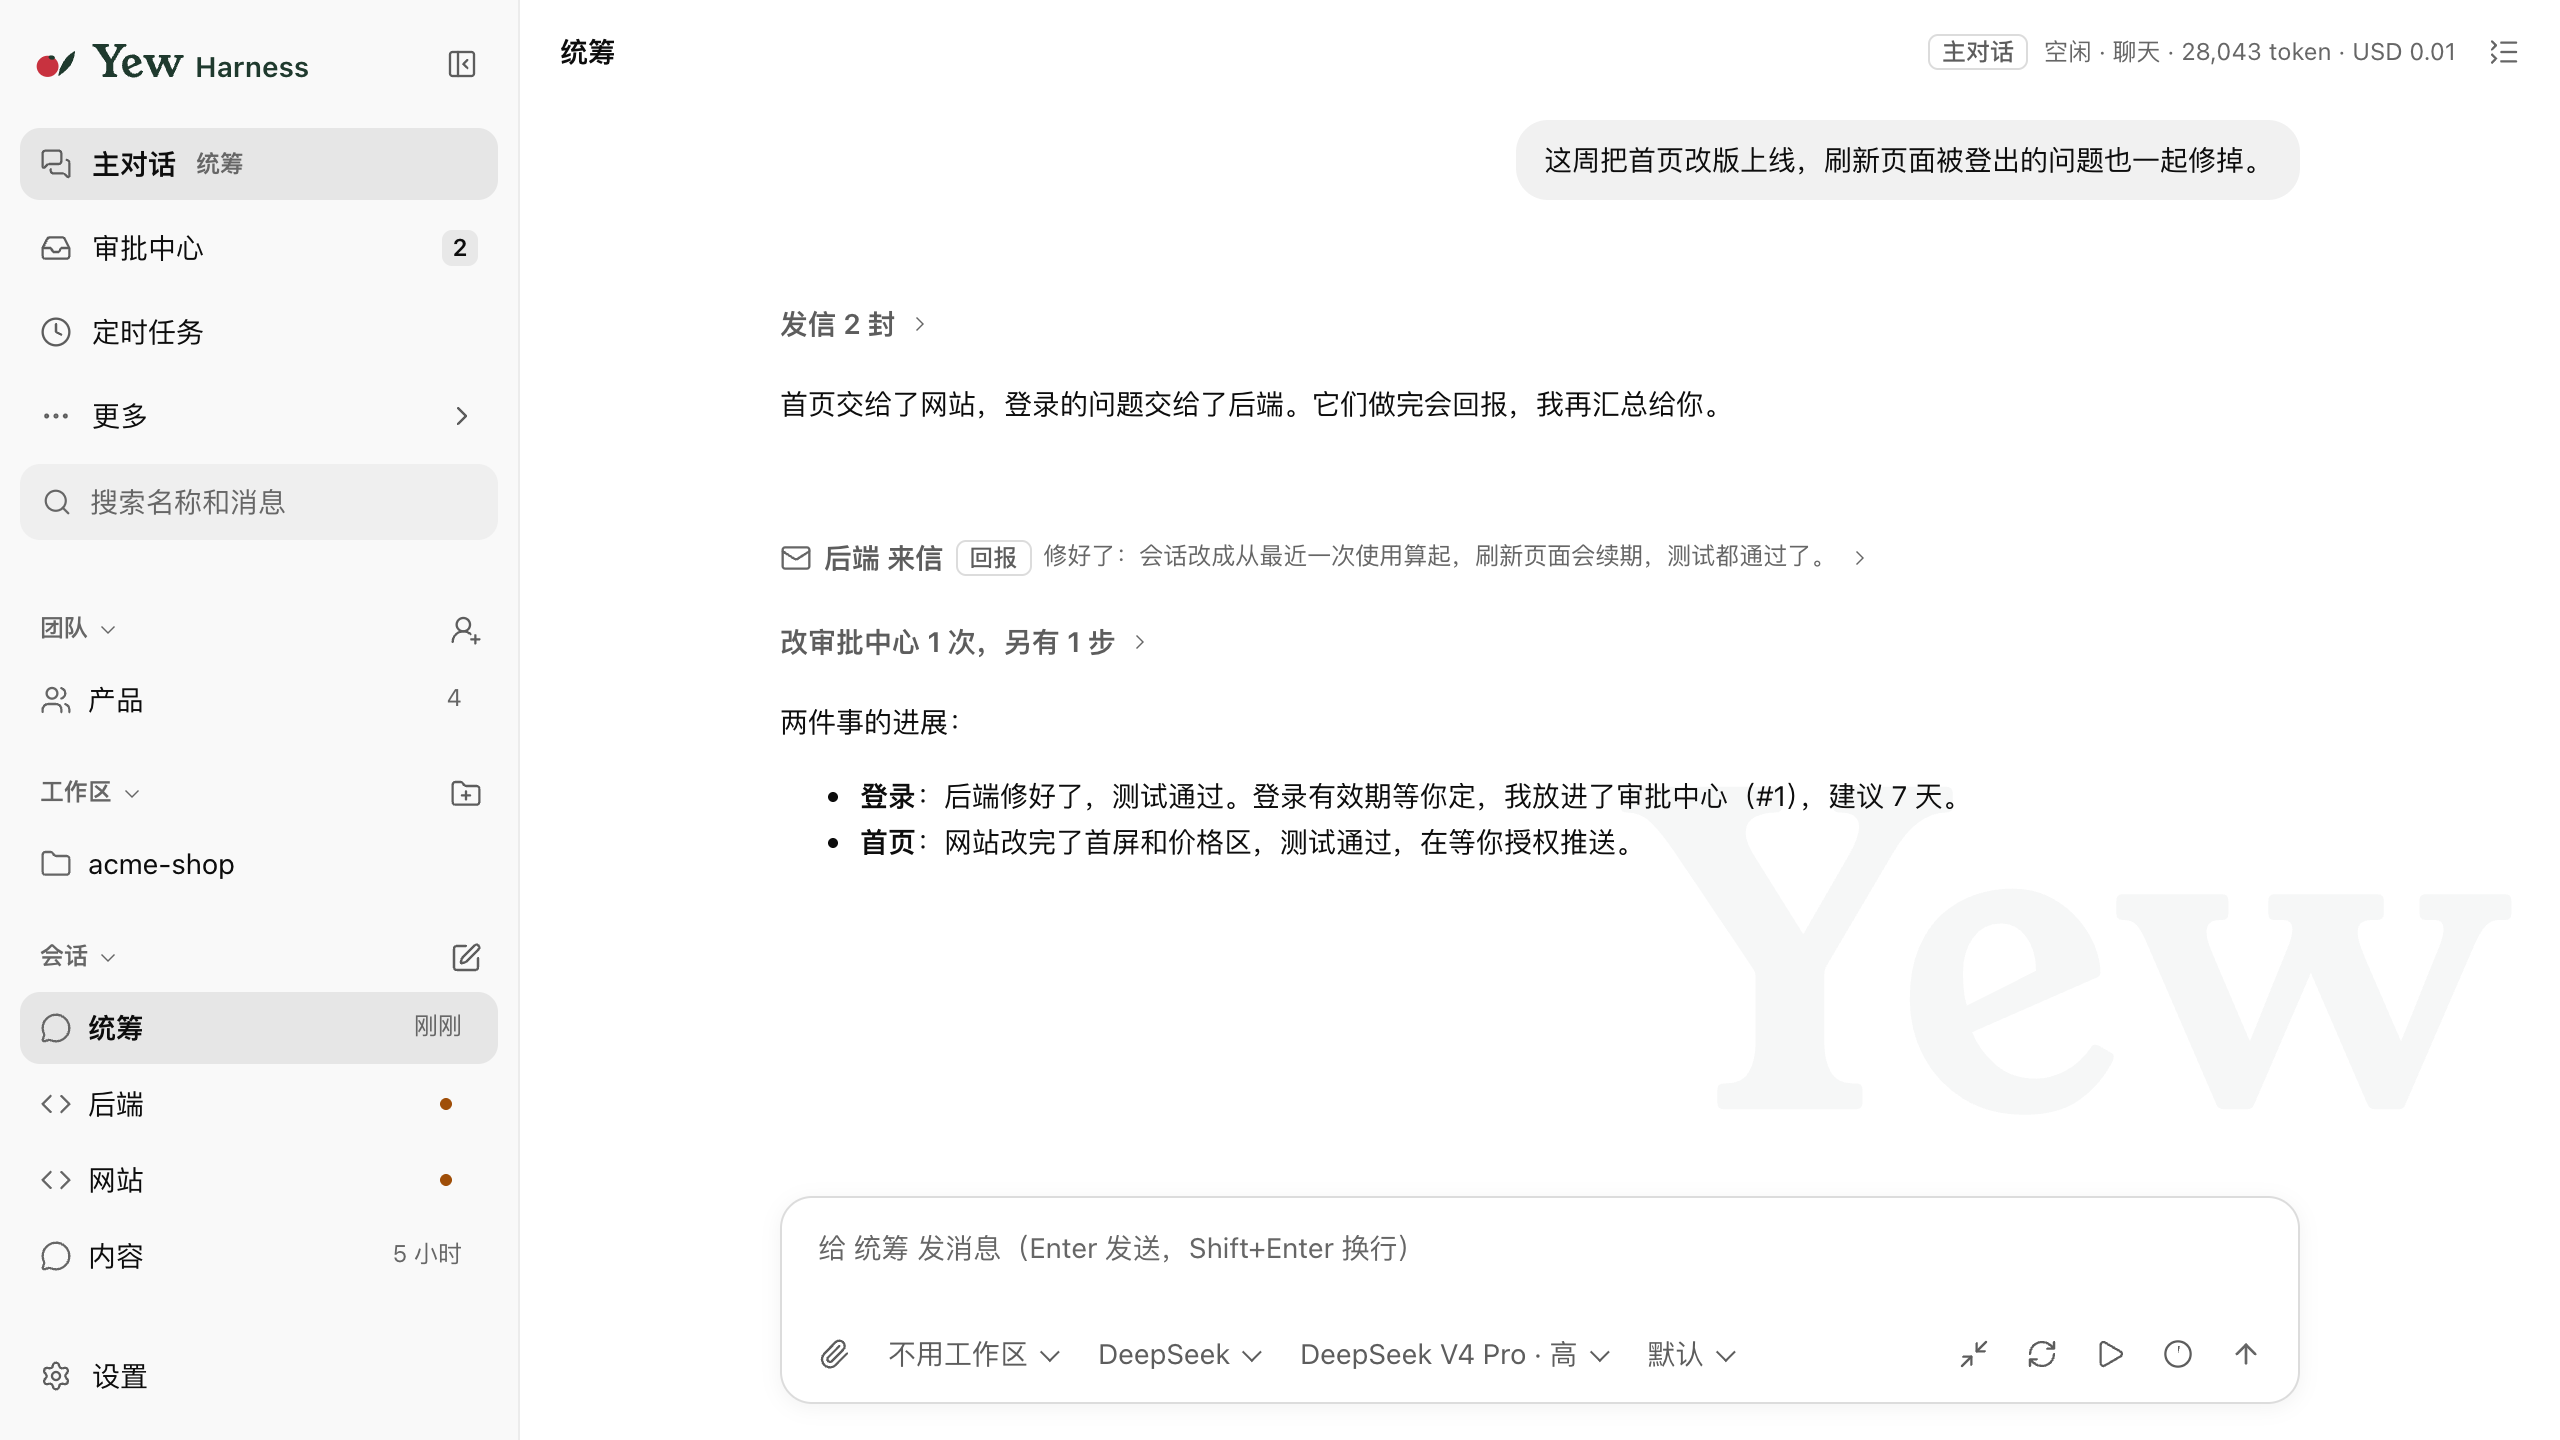 Yew Harness
主对话 统筹
审批中心 2
定时任务
更多
搜索名称和消息
团队
产品 4
工作区
acme-shop
会话
统筹 刚刚
后端
网站
内容 5 小时
设置
统筹
主对话 空闲 · 聊天 · 28,043 token · USD 0.01
这周把首页改版上线，刷新页面被登出的问题也一起修掉。
发信 2 封
首页交给了网站，登录的问题交给了后端。它们做完会回报，我再汇总给你。
后端 来信 回报 修好了：会话改成从最近一次使用算起，刷新页面会续期，测试都通过了。
改审批中心 1 次，另有 1 步
两件事的进展：
登录：后端修好了，测试通过。登录有效期等你定，我放进了审批中心（#1），建议 7 天。
首页：网站改完了首屏和价格区，测试通过，在等你授权推送。
Yew
给 统筹 发消息（Enter 发送，Shift+Enter 换行）
不用工作区 DeepSeek DeepSeek V4 Pro · 高 默认